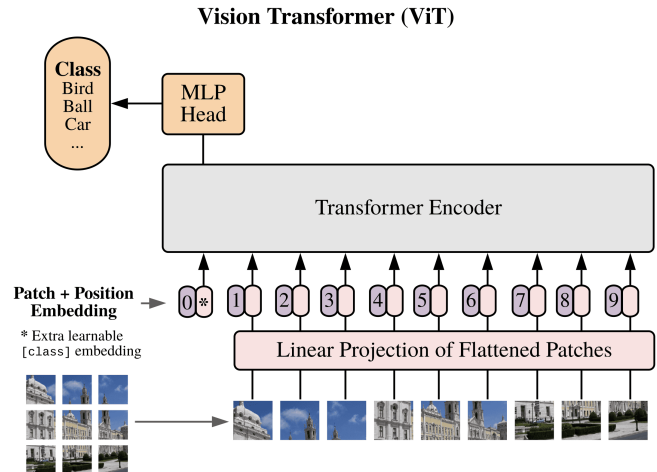 Vision Transformer (ViT)
Class
Bird
Ball
Car
...
MLP
Head
Transformer Encoder
Patch + Position
Embedding
0 * 1 2 3 4 5 6 7 8 9
* Extra learnable
[class] embedding
Linear Projection of Flattened Patches